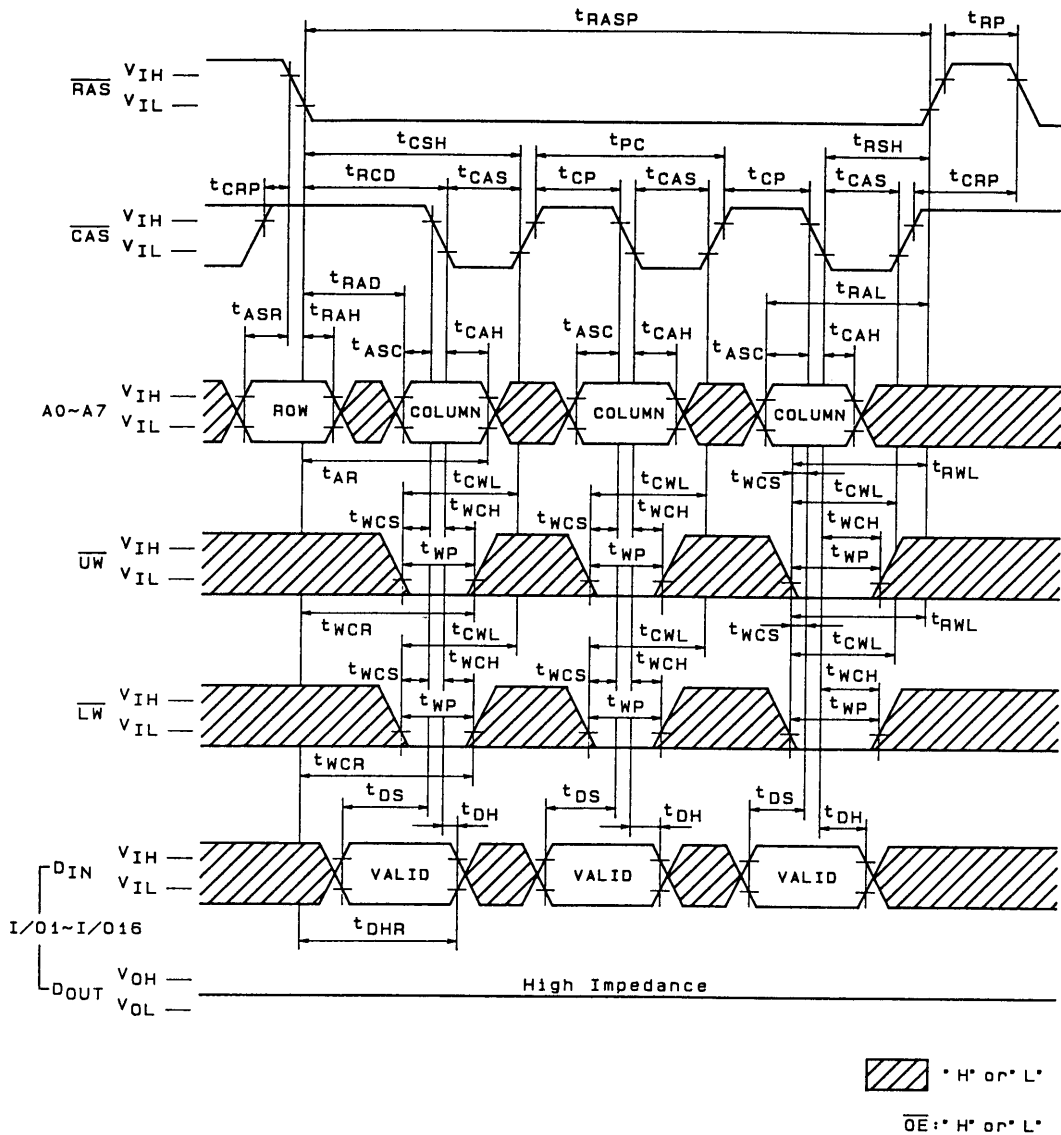 tRASP tRP
RAS VIH
VIL
tCSH tPC tRSH
tCRP tRCD tCAS tCP tCAS tCP tCAS tCRP
CAS VIH
VIL
tRAD tRAL
tASR tRAH tASC tCAH tASC tCAH tASC tCAH
A0~A7 VIH
VIL
ROW COLUMN COLUMN COLUMN
tAR tCWL tCWL tWCS tCWL tRWL
tWCS tWCH tWCS tWCH tWCH
UW VIH
VIL
tWP tWP tWP
tWCR tCWL tCWL tWCS tCWL tRWL
tWCS tWCH tWCS tWCH tWCH
LW VIH
VIL
tWP tWP tWP
tWCR
tDS tDH tDS tDH tDS tDH
DIN VIH
VIL
VALID VALID VALID
I/O1~I/O16
tDHR
DOUT VOH
VOL
High Impedance
"H" or "L"
OE: "H" or "L"